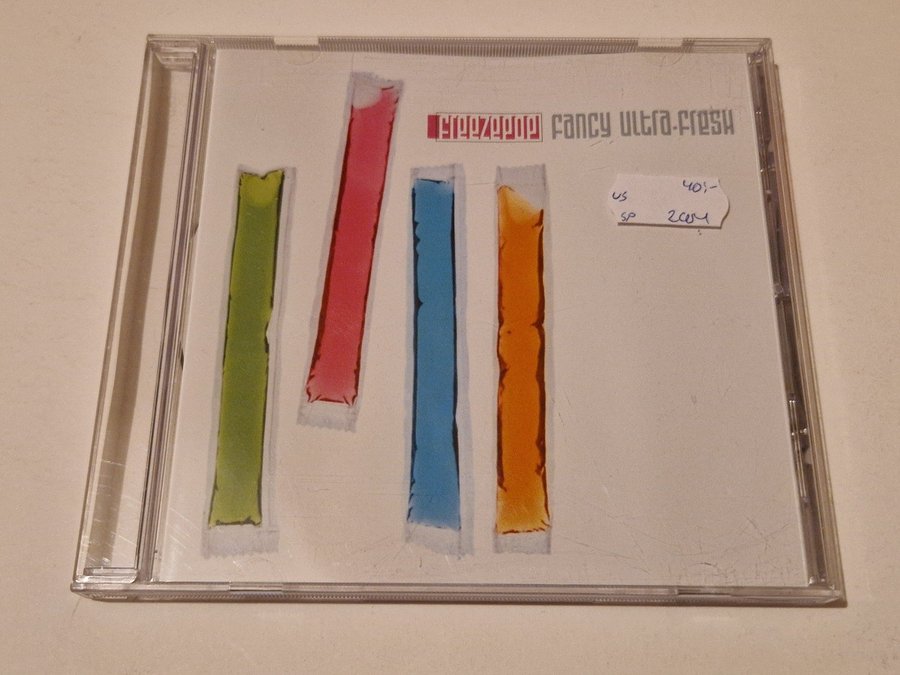 freezepop fancy ultra·fresh
US 40:-
SP 2004